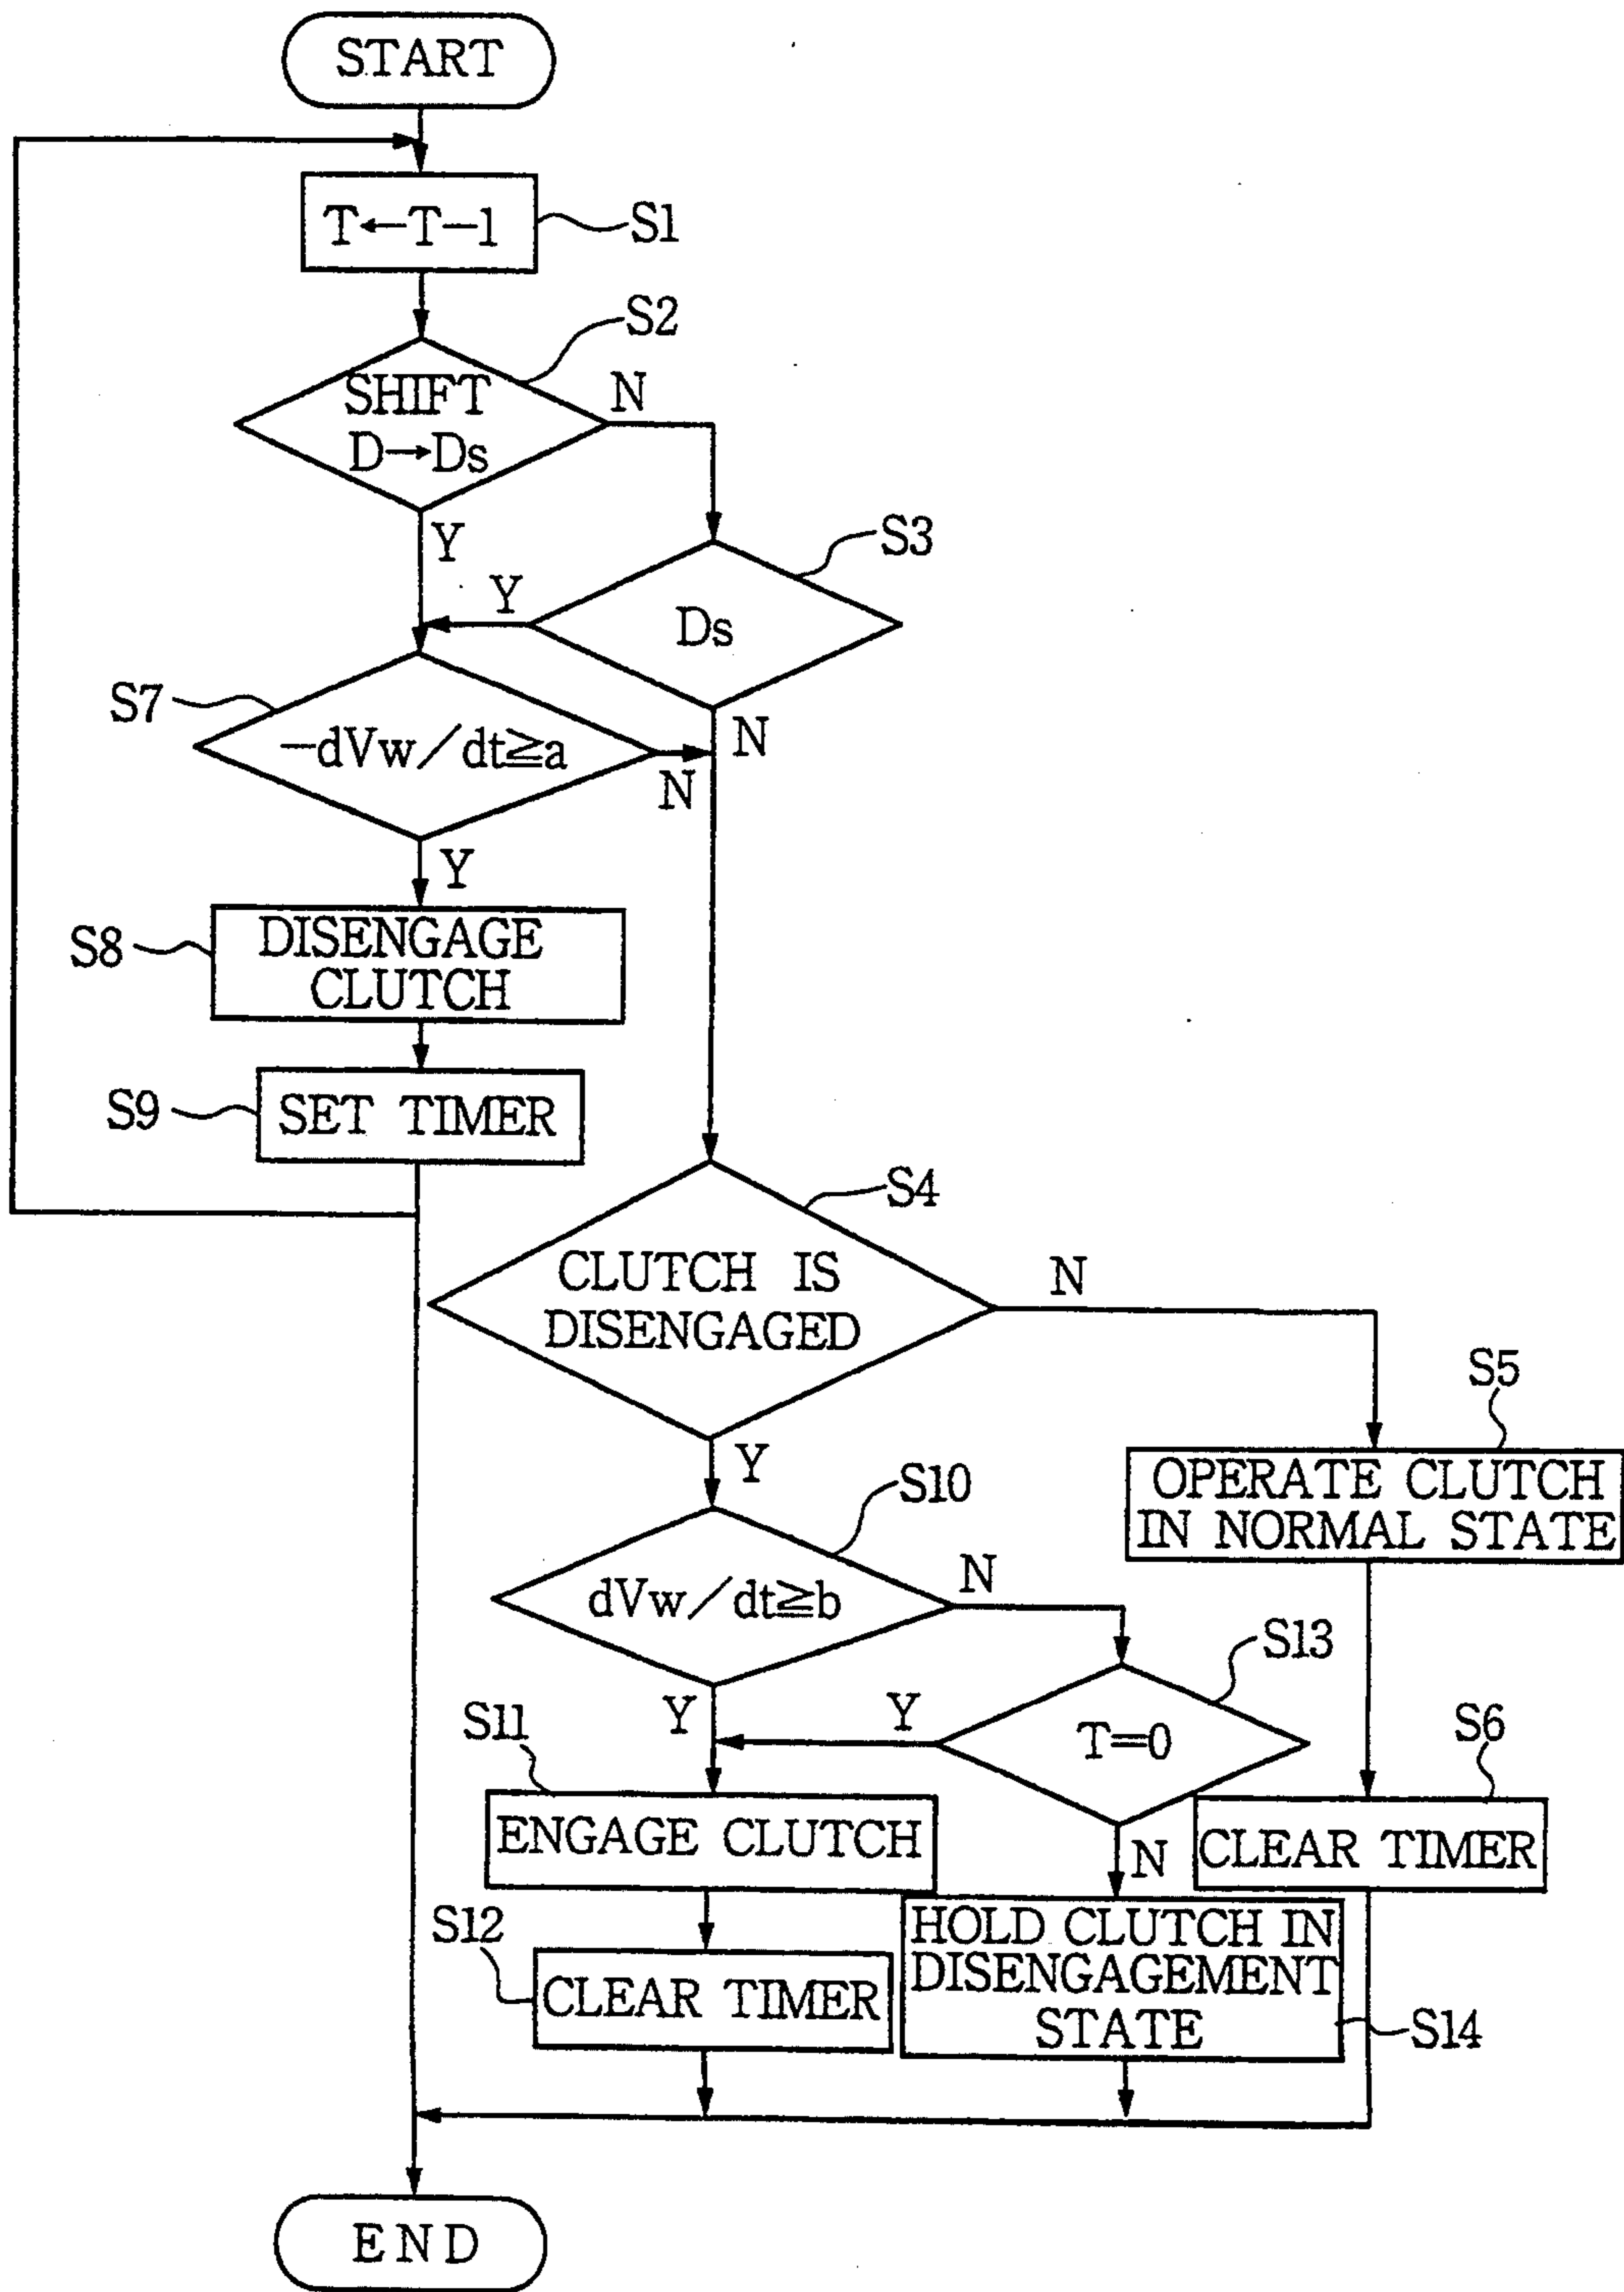 START
T←T−1
S1
S2
SHIFT
D→Ds
N
Y
S3
Ds
Y
N
S7
−dVw/dt≧a
N
Y
S8
DISENGAGE
CLUTCH
S9
SET TIMER
S4
CLUTCH IS
DISENGAGED
N
Y
S5
OPERATE CLUTCH
IN NORMAL STATE
S10
dVw/dt≧b
N
Y
S13
T=0
Y
N
S11
ENGAGE CLUTCH
S6
CLEAR TIMER
S12
CLEAR TIMER
HOLD CLUTCH IN
DISENGAGEMENT
STATE
S14
END